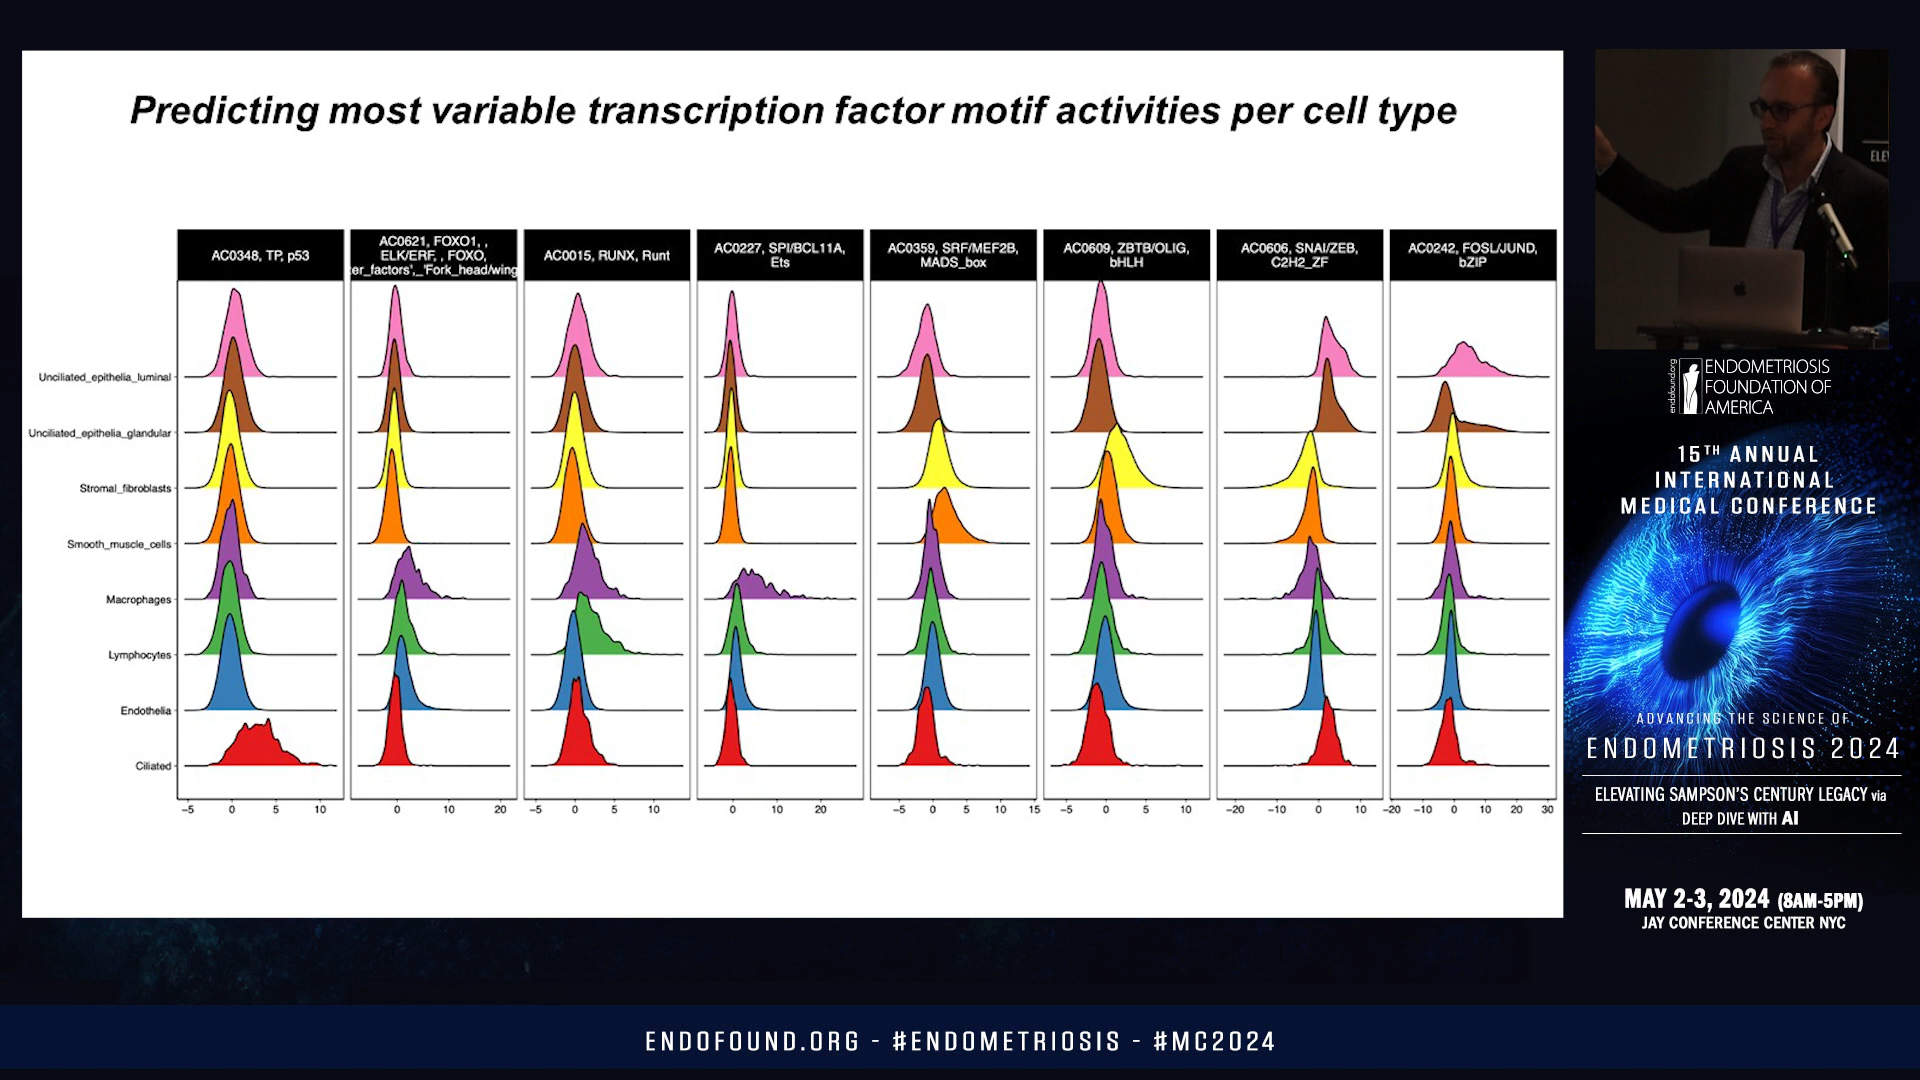 Predicting most variable transcription factor motif activities per cell type
AC0348, TP, p53
AC0621, FOXO1, ,
ELK/ERF, , FOXO,
er_factors',_'Fork_head/wing
AC0015, RUNX, Runt
AC0227, SPI/BCL11A,
Ets
AC0359, SRF/MEF2B,
MADS_box
AC0609, ZBTB/OLIG,
bHLH
AC0606, SNAI/ZEB,
C2H2_ZF
AC0242, FOSL/JUND,
bZIP
Unciliated_epithelia_luminal
Unciliated_epithelia_glandular
Stromal_fibroblasts
Smooth_muscle_cells
Macrophages
Lymphocytes
Endothelia
Ciliated
−5 0 5 10
0 10 20
−5 0 5 10
0 10 20
−5 0 5 10 15
−5 0 5 10
−20 −10 0 10
−20 −10 0 10 20 30
ELE
endofound.org
ENDOMETRIOSIS
FOUNDATION OF
AMERICA
15TH ANNUAL
INTERNATIONAL
MEDICAL CONFERENCE
ADVANCING THE SCIENCE OF
ENDOMETRIOSIS 2024
ELEVATING SAMPSON'S CENTURY LEGACY via
DEEP DIVE WITH AI
MAY 2-3, 2024 (8AM-5PM)
JAY CONFERENCE CENTER NYC
ENDOFOUND.ORG - #ENDOMETRIOSIS - #MC2024